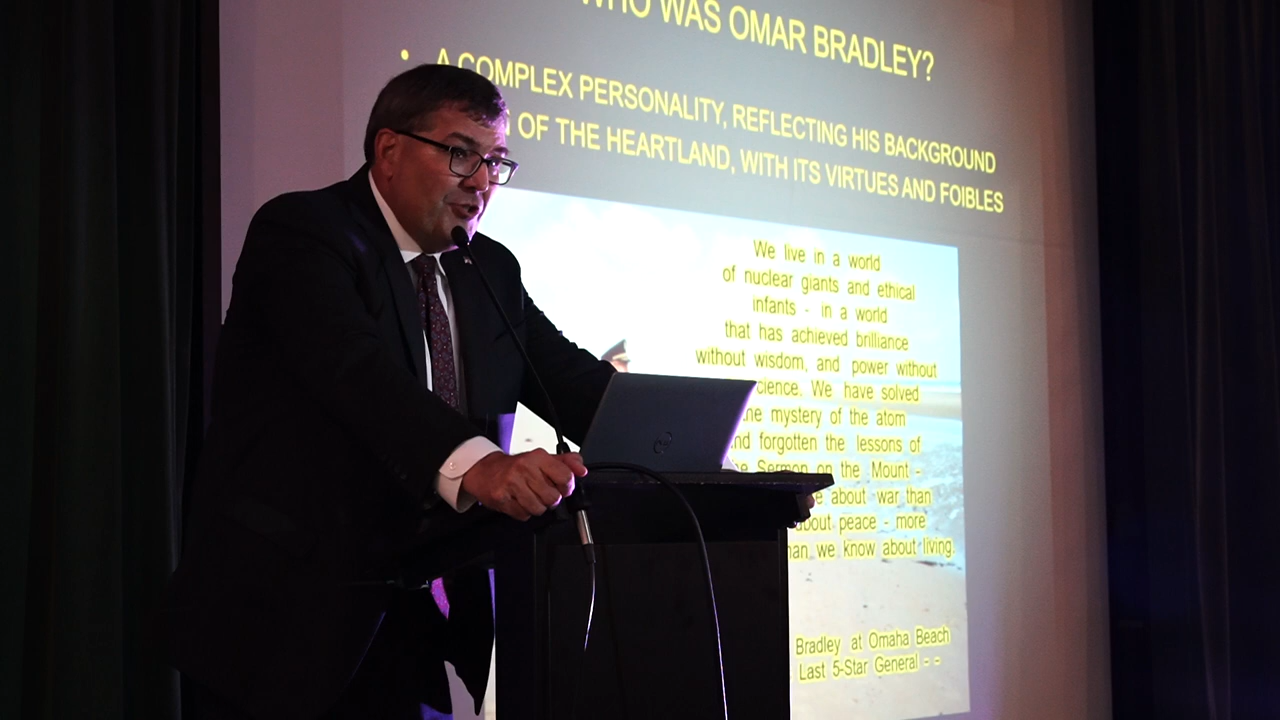 WHO WAS OMAR BRADLEY?
• A COMPLEX PERSONALITY, REFLECTING HIS BACKGROUND
OF THE HEARTLAND, WITH ITS VIRTUES AND FOIBLES
We live in a world
of nuclear giants and ethical
infants - in a world
that has achieved brilliance
without wisdom, and power without
We have solved
mystery of the atom
forgotten the lessons of
Sermon on the Mount -
about war than
about peace - more
we know about living.
Bradley at Omaha Beach
Last 5-Star General - -